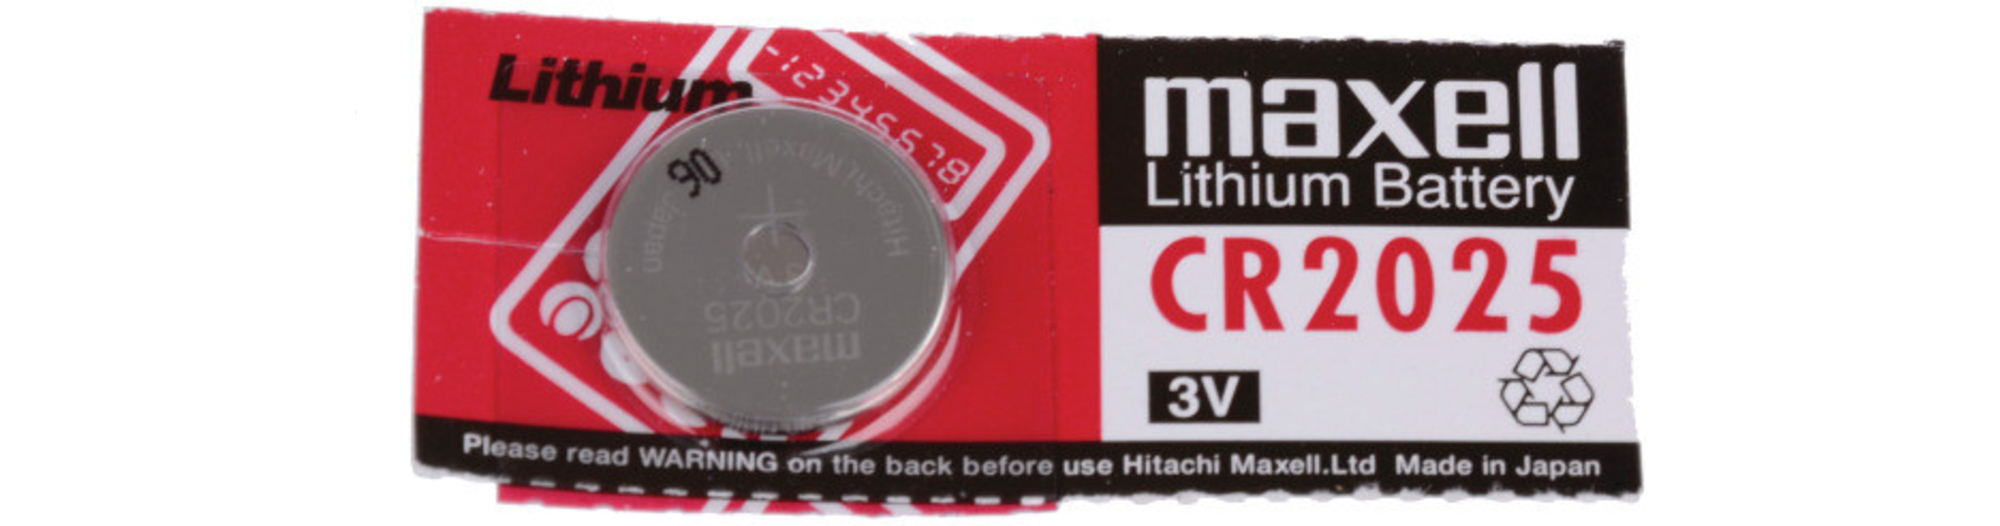 Lithium
-12345678
maxell
Lithium Battery
CR2025
3V
90
Hitachi Maxell,
Japan
CR2025
maxell
Please read WARNING on the back before use Hitachi Maxell.Ltd Made in Japan